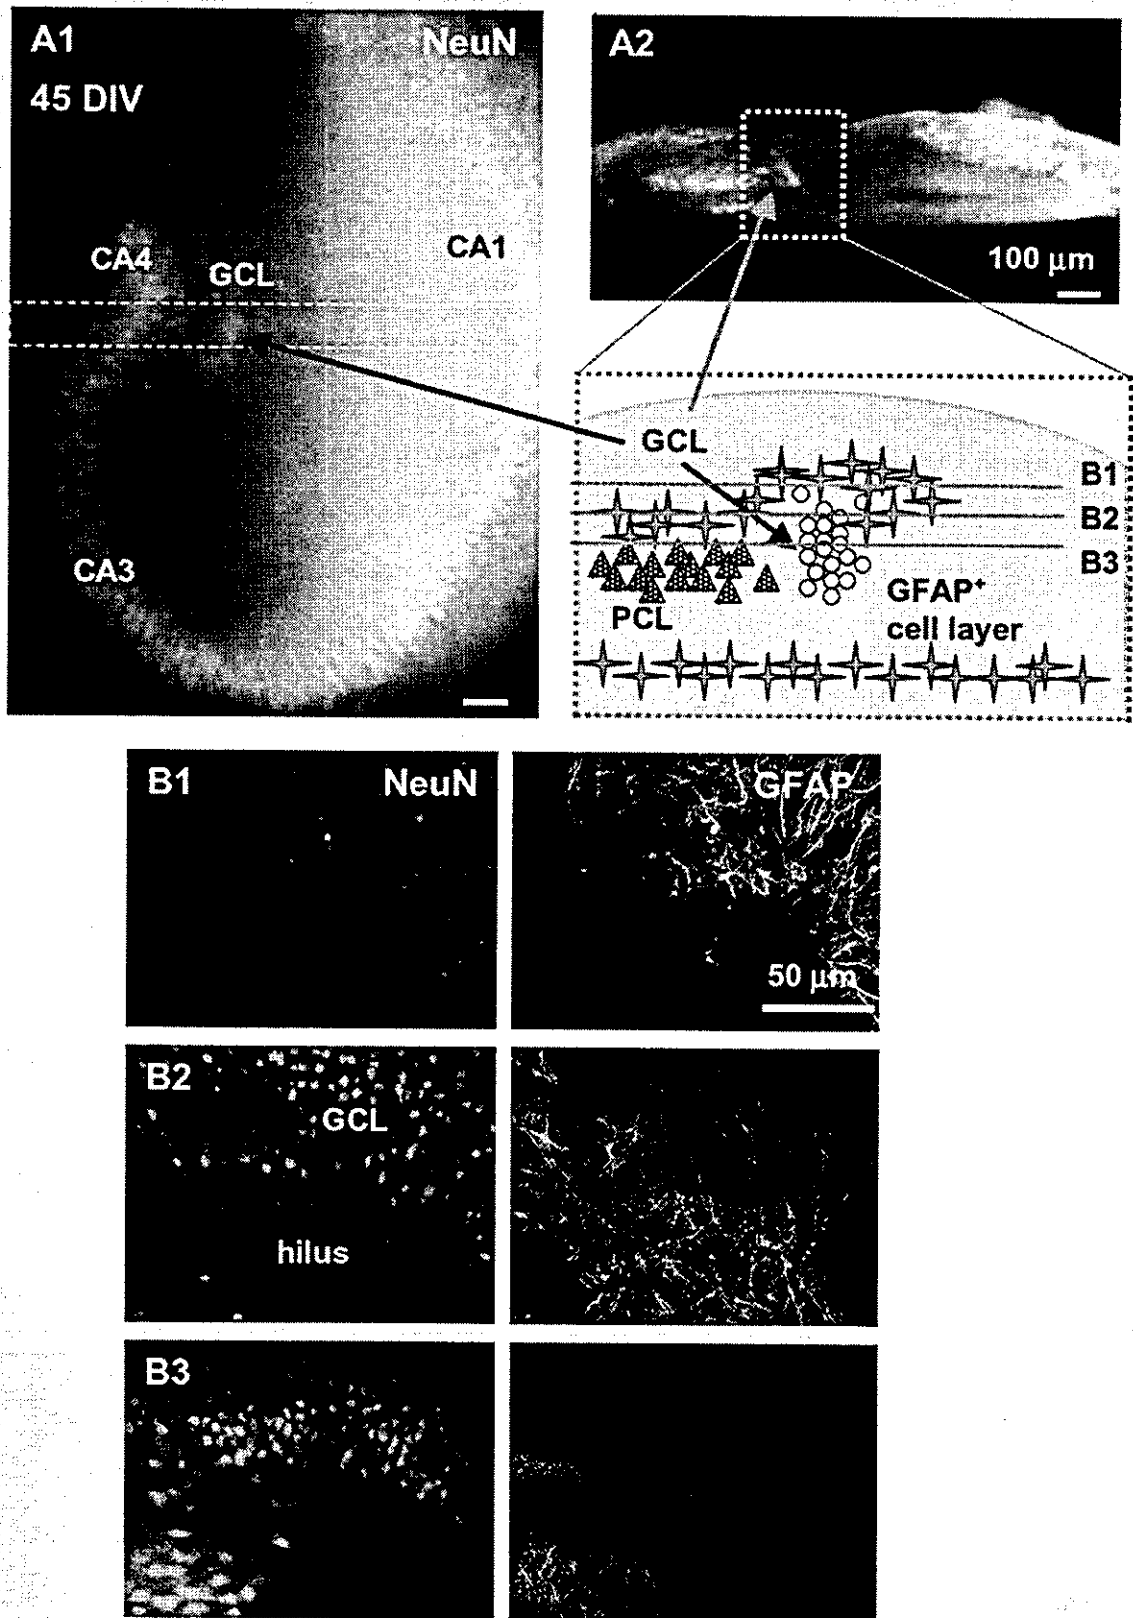 A1
NeuN
45 DIV
CA4
GCL
CA1
CA3
A2
100 μm
GCL
B1
B2
B3
PCL
GFAP⁺
cell layer
B1
NeuN
GFAP
50 μm
B2
GCL
hilus
B3